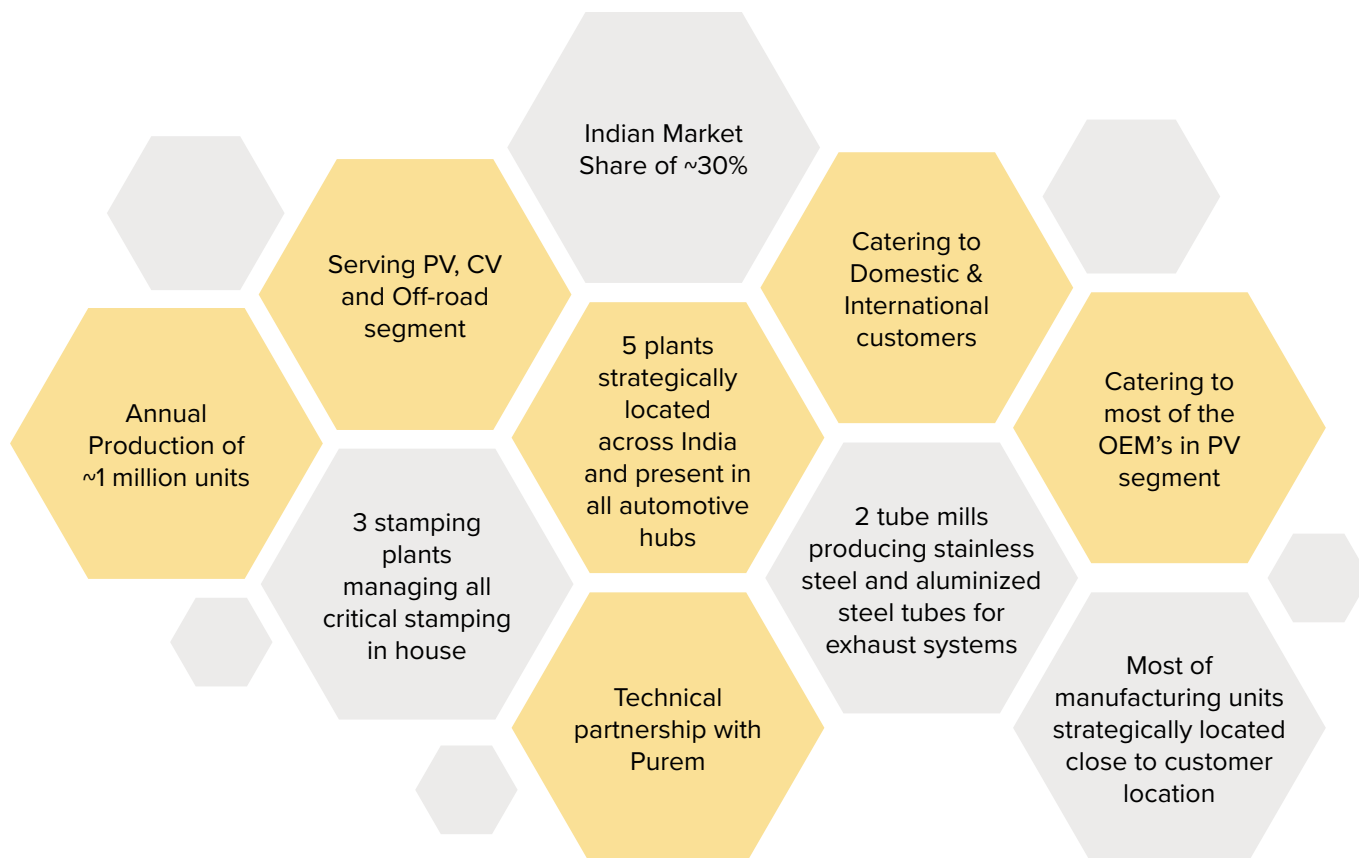 Indian Market
Share of ~30%
Serving PV, CV
and Off-road
segment
Catering to
Domestic &
International
customers
Annual
Production of
~1 million units
5 plants
strategically
located
across India
and present in
all automotive
hubs
Catering to
most of the
OEM's in PV
segment
3 stamping
plants
managing all
critical stamping
in house
2 tube mills
producing stainless
steel and aluminized
steel tubes for
exhaust systems
Technical
partnership with
Purem
Most of
manufacturing units
strategically located
close to customer
location